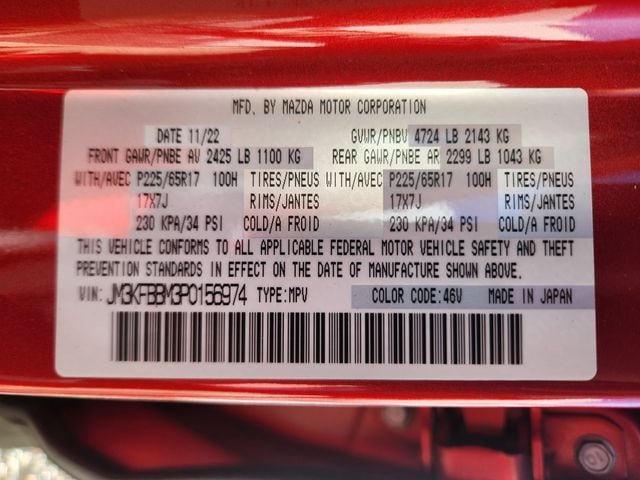 MFD. BY MAZDA MOTOR CORPORATION
DATE 11/22 GVWR/PNBV 4724 LB 2143 KG
FRONT GAWR/PNBE AV 2425 LB 1100 KG REAR GAWR/PNBE AR 2299 LB 1043 KG
WITH/AVEC P225/65R17 100H TIRES/PNEUS WITH/AVEC P225/65R17 100H TIRES/PNEUS
17X7J RIMS/JANTES 17X7J RIMS/JANTES
230 KPA/34 PSI COLD/A FROID 230 KPA/34 PSI COLD/A FROID
THIS VEHICLE CONFORMS TO ALL APPLICABLE FEDERAL MOTOR VEHICLE SAFETY AND THEFT
PREVENTION STANDARDS IN EFFECT ON THE DATE OF MANUFACTURE SHOWN ABOVE.
VIN: JM3KFBBM3P0156974 TYPE:MPV COLOR CODE:46V MADE IN JAPAN